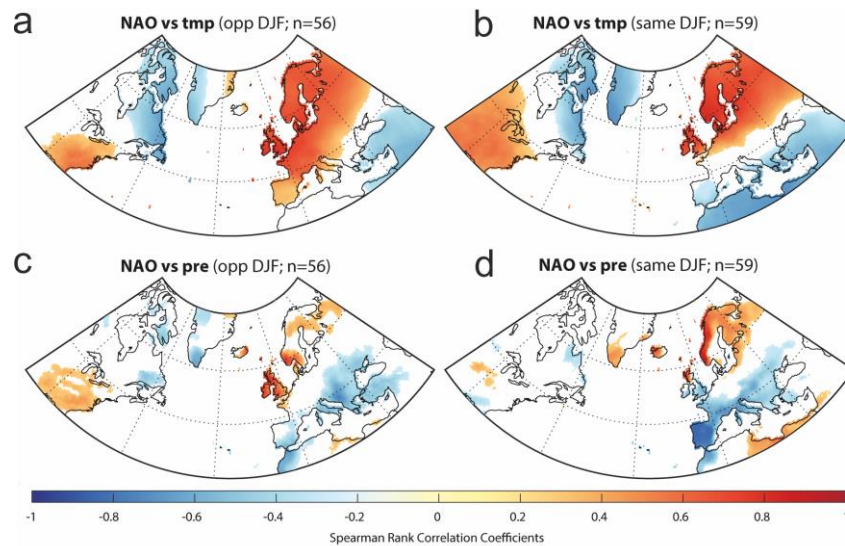 a
NAO vs tmp (opp DJF; n=56)
b
NAO vs tmp (same DJF; n=59)
c
NAO vs pre (opp DJF; n=56)
d
NAO vs pre (same DJF; n=59)
-1 -0.8 -0.6 -0.4 -0.2 0 0.2 0.4 0.6 0.8 1
Spearman Rank Correlation Coefficients